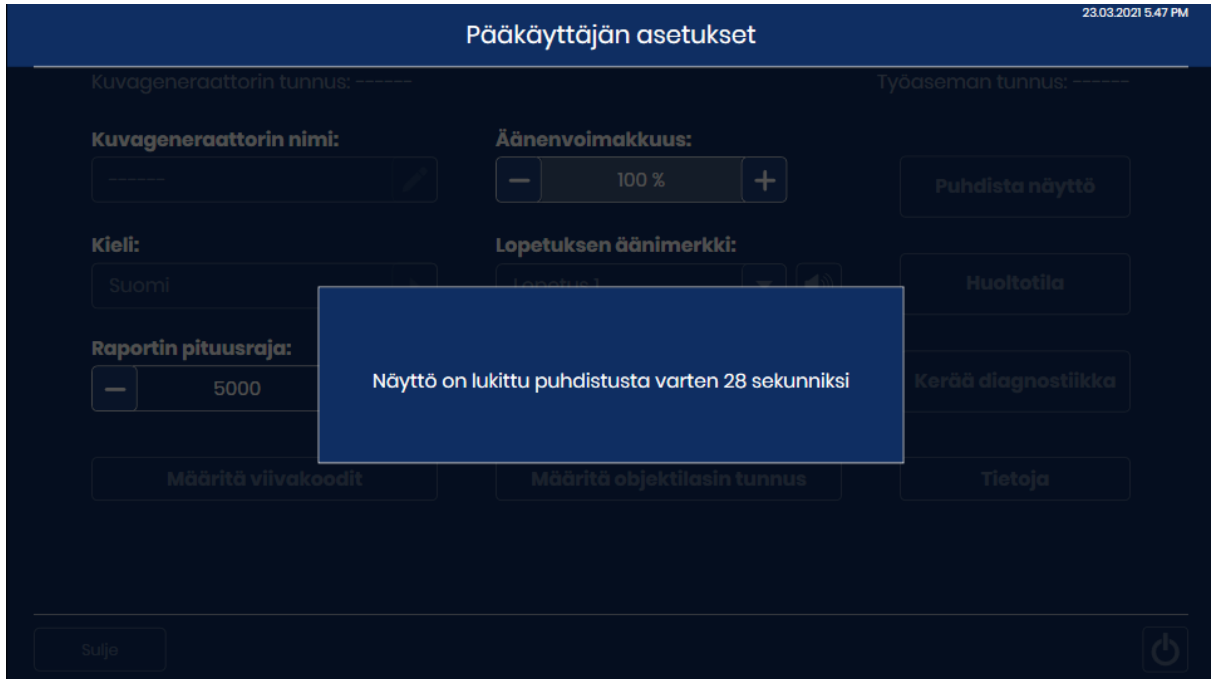 23.03.2021 5.47 PM
Pääkäyttäjän asetukset
Kuvageneraattorin tunnus: ------
Työaseman tunnus: ------
Kuvageneraattorin nimi:
Äänenvoimakkuus:
------
100 %
Puhdista näyttö
Kieli:
Lopetuksen äänimerkki:
Suomi
Lopetus 1
Huoltotila
Raportin pituusraja:
5000
Näyttö on lukittu puhdistusta varten 28 sekunniksi
Kerää diagnostiikka
Määritä viivakoodit
Määritä objektilasin tunnus
Tietoja
Sulje